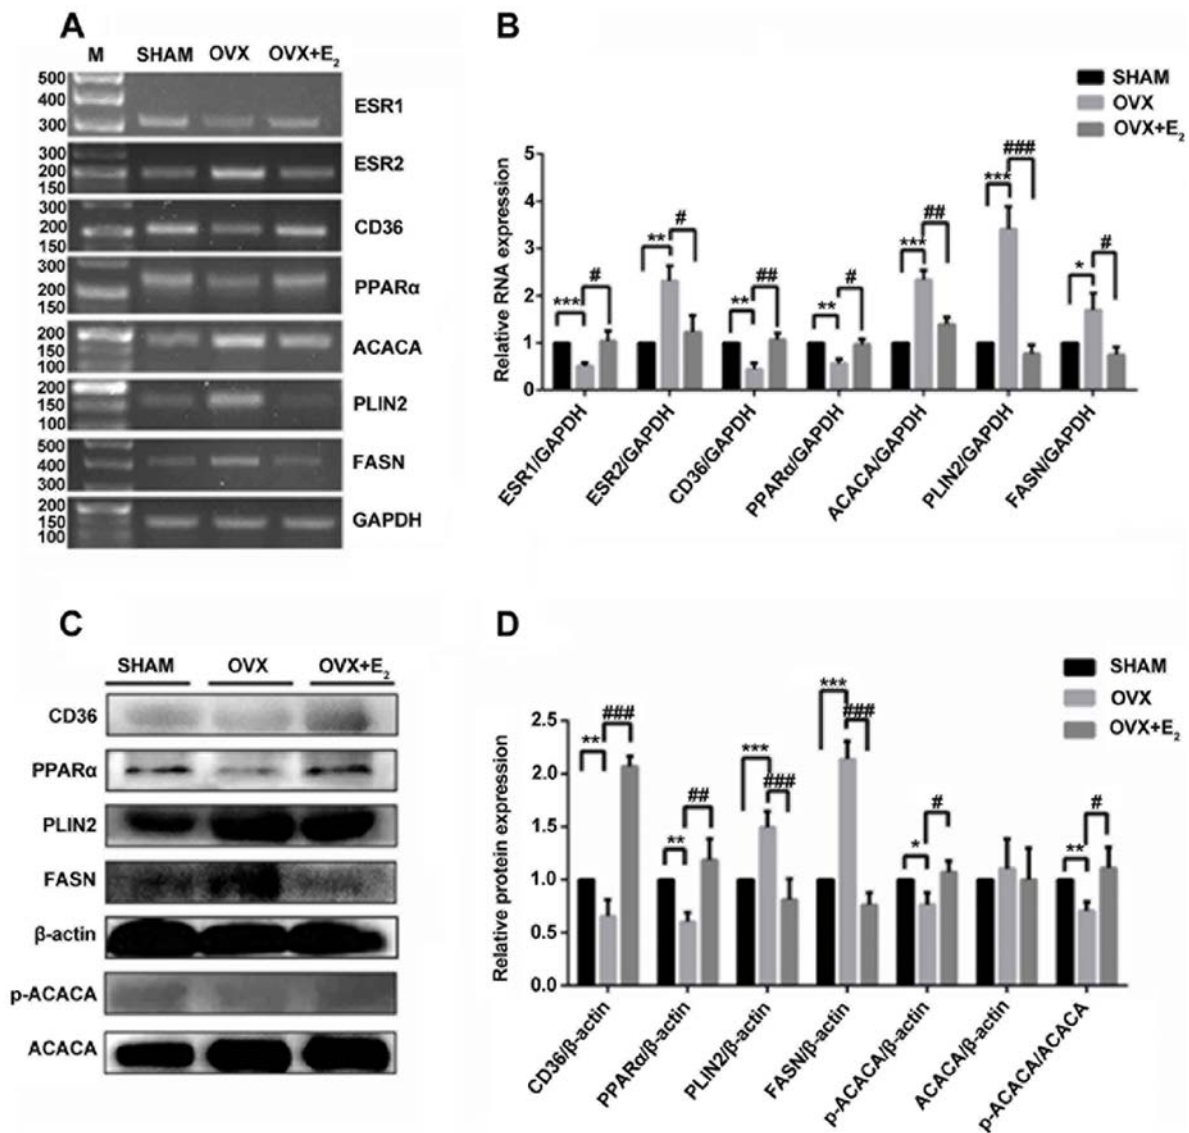 A
M SHAM OVX OVX+E2
500
400
300
ESR1
300
200
150
ESR2
300
200
150
CD36
300
200
150
PPARα
200
150
100
ACACA
200
150
100
PLIN2
500
400
300
FASN
200
150
100
GAPDH
B
SHAM
OVX
OVX+E2
Relative RNA expression
5
4
3
2
1
0
*** #
** #
** ##
** #
*** ##
*** ###
* #
ESR1/GAPDH
ESR2/GAPDH
CD36/GAPDH
PPARα/GAPDH
ACACA/GAPDH
PLIN2/GAPDH
FASN/GAPDH
C
SHAM OVX OVX+E2
CD36
PPARα
PLIN2
FASN
β-actin
p-ACACA
ACACA
D
SHAM
OVX
OVX+E2
Relative protein expression
2.5
2.0
1.5
1.0
0.5
0.0
** ###
** ##
*** ###
*** ###
* #
** #
CD36/β-actin
PPARα/β-actin
PLIN2/β-actin
FASN/β-actin
p-ACACA/β-actin
ACACA/β-actin
p-ACACA/ACACA